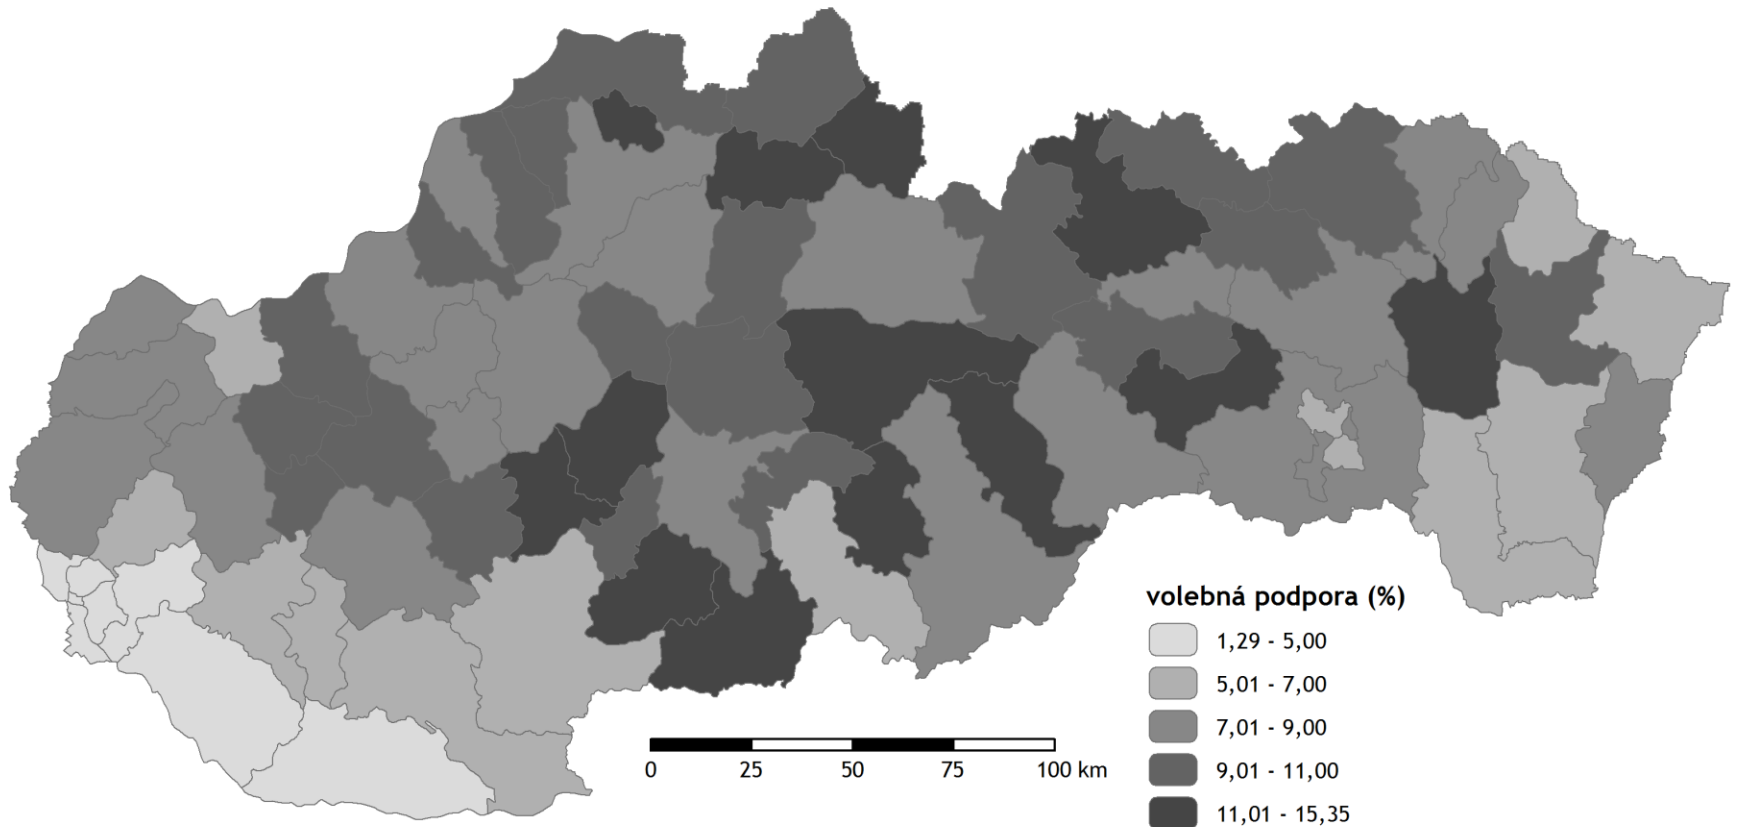 volebná podpora (%)
1,29 - 5,00
5,01 - 7,00
7,01 - 9,00
9,01 - 11,00
11,01 - 15,35
0 25 50 75 100 km